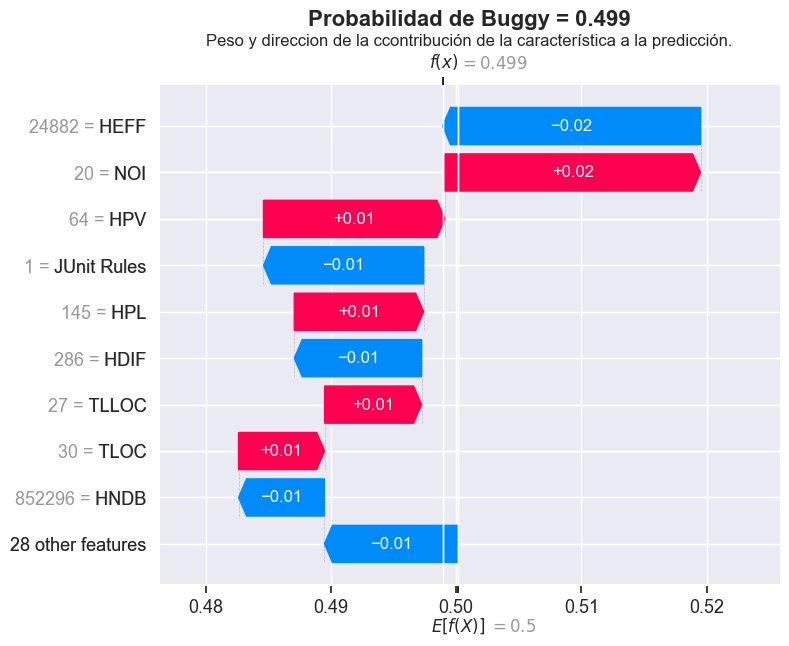 Probabilidad de Buggy = 0.499
Peso y direccion de la ccontribución de la característica a la predicción.
f(x) = 0.499
24882 = HEFF −0.02
20 = NOI +0.02
64 = HPV +0.01
1 = JUnit Rules −0.01
145 = HPL +0.01
286 = HDIF −0.01
27 = TLLOC +0.01
30 = TLOC +0.01
852296 = HNDB −0.01
28 other features −0.01
0.48 0.49 0.50 0.51 0.52
E[f(X)] = 0.5